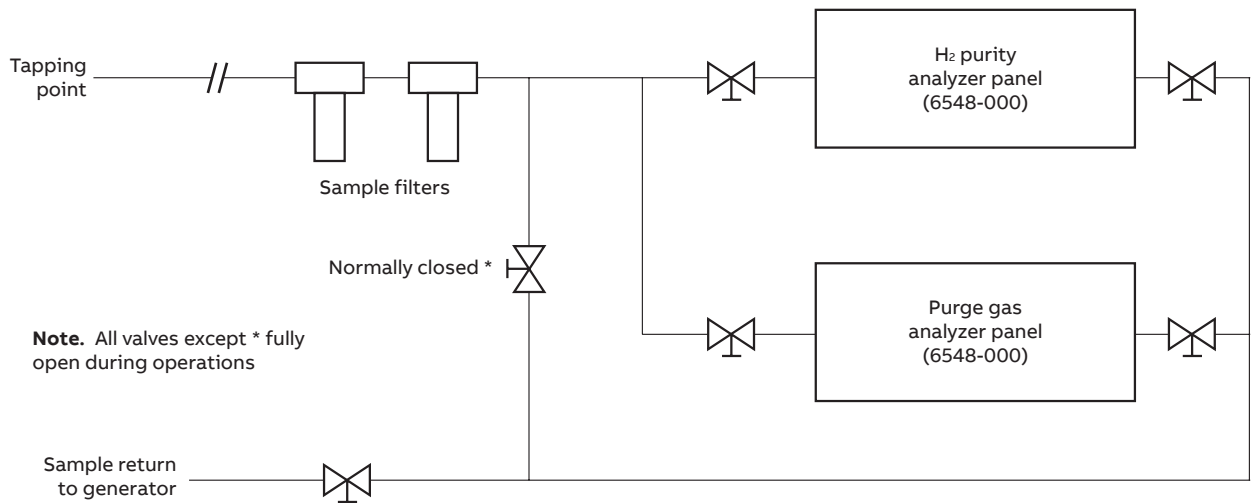 Tapping
point
H₂ purity
analyzer panel
(6548-000)
Sample filters
Normally closed *
Purge gas
analyzer panel
(6548-000)
Note. All valves except * fully
open during operations
Sample return
to generator